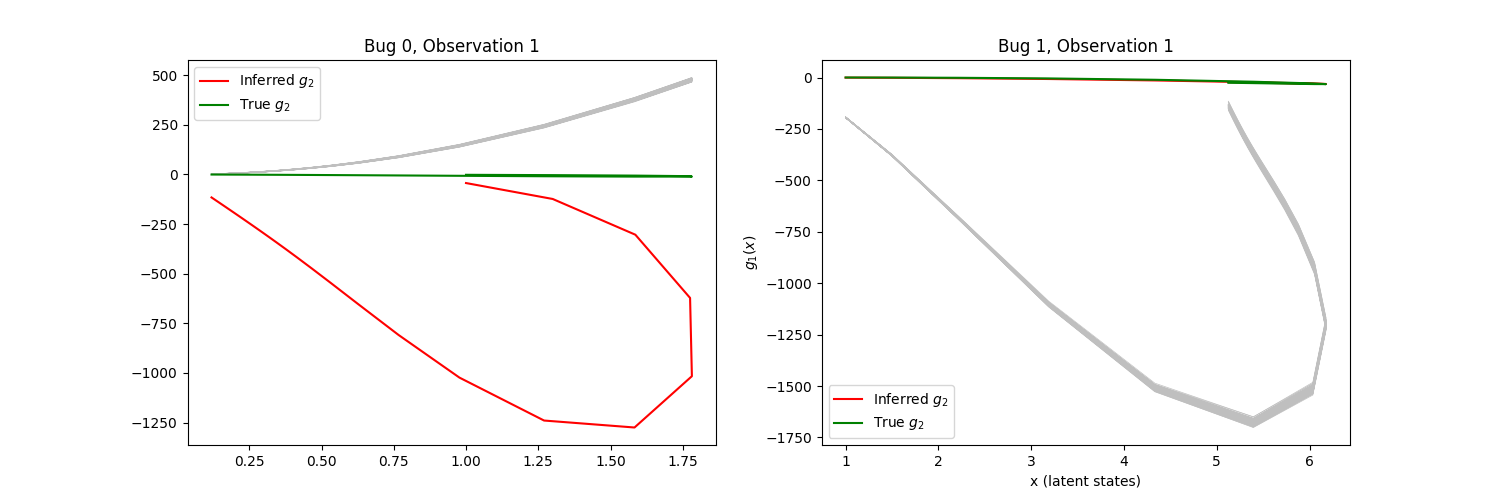 Bug 0, Observation 1
500
250
0
−250
−500
−750
−1000
−1250
0.25 0.50 0.75 1.00 1.25 1.50 1.75
Inferred g₂
True g₂
Bug 1, Observation 1
g₁(x)
0
−250
−500
−750
−1000
−1250
−1500
−1750
1 2 3 4 5 6
x (latent states)
Inferred g₂
True g₂